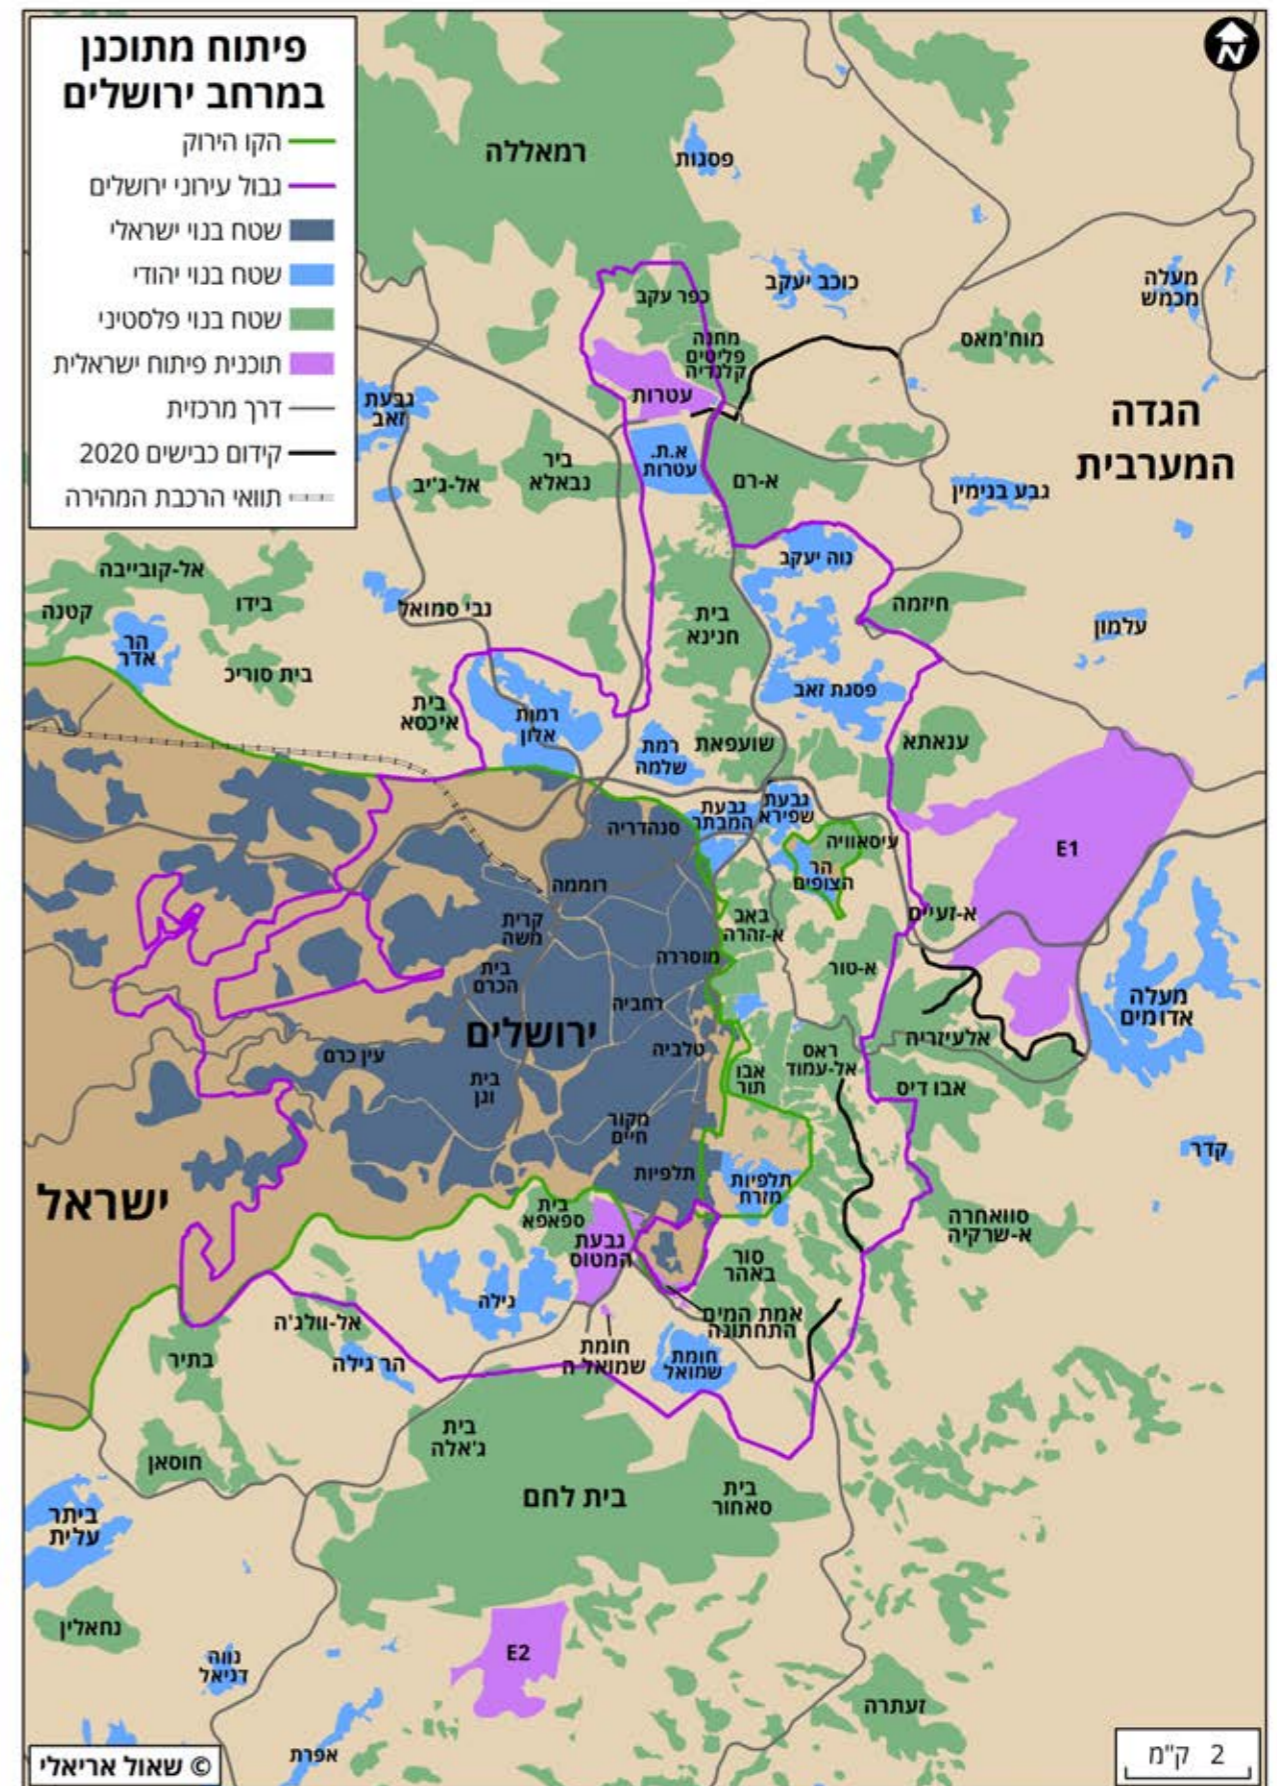 פיתוח מתוכנן
במרחב ירושלים
הקו הירוק
גבול עירוני ירושלים
שטח בנוי ישראלי
שטח בנוי יהודי
שטח בנוי פלסטיני
תוכנית פיתוח ישראלית
דרך מרכזית
קידום כבישים 2020
תוואי הרכבת המהירה
N
רמאללה
פסגות
כוכב יעקב
מעלה
מכמש
כפר עקב
מחנה
פליטים
קלנדיה
מוח'מאס
עטרות
גבעת
זאב
הגדה
המערבית
א.ת.
עטרות
א-רם
ביר
נבאלא
אל-ג'יב
גבע בנימין
נוה יעקב
אל-קובייבה
בידו
קטנה
נבי סמואל
חיזמה
בית
חנינא
עלמון
הר
אדר
בית סוריכ
פסגת זאב
בית
איכסא
רמות
אלון
רמת
שלמה
שועפאת
ענאתא
גבעת
המבתר
גבעת
שפירא
סנהדריה
עיסאוויה
E1
הר
הצופים
רוממה
קרית
משה
באב
א-זהרה
א-זעיים
מוסררה
א-טור
בית
הכרם
רחביה
מעלה
אדומים
ירושלים
אלעיזריה
טלביה
ראס
אל-עמוד
עין כרם
אבו
תור
אבו דיס
בית
וגן
מקור
חיים
קדר
תלפיות
תלפיות
מזרח
ישראל
בית
ספאפא
סוואחרה
א-שרקיה
גבעת
המטוס
סור
באהר
גילה
אמת המים
התחתונה
אל-וולג'ה
חומת
שמואל ה
חומת
שמואל
בתיר
הר גילה
בית
ג'אלה
חוסאן
בית לחם
בית
סאחור
ביתר
עלית
נחאלין
E2
נווה
דניאל
זעתרה
אפרת
© שאול אריאלי
2 ק"מ